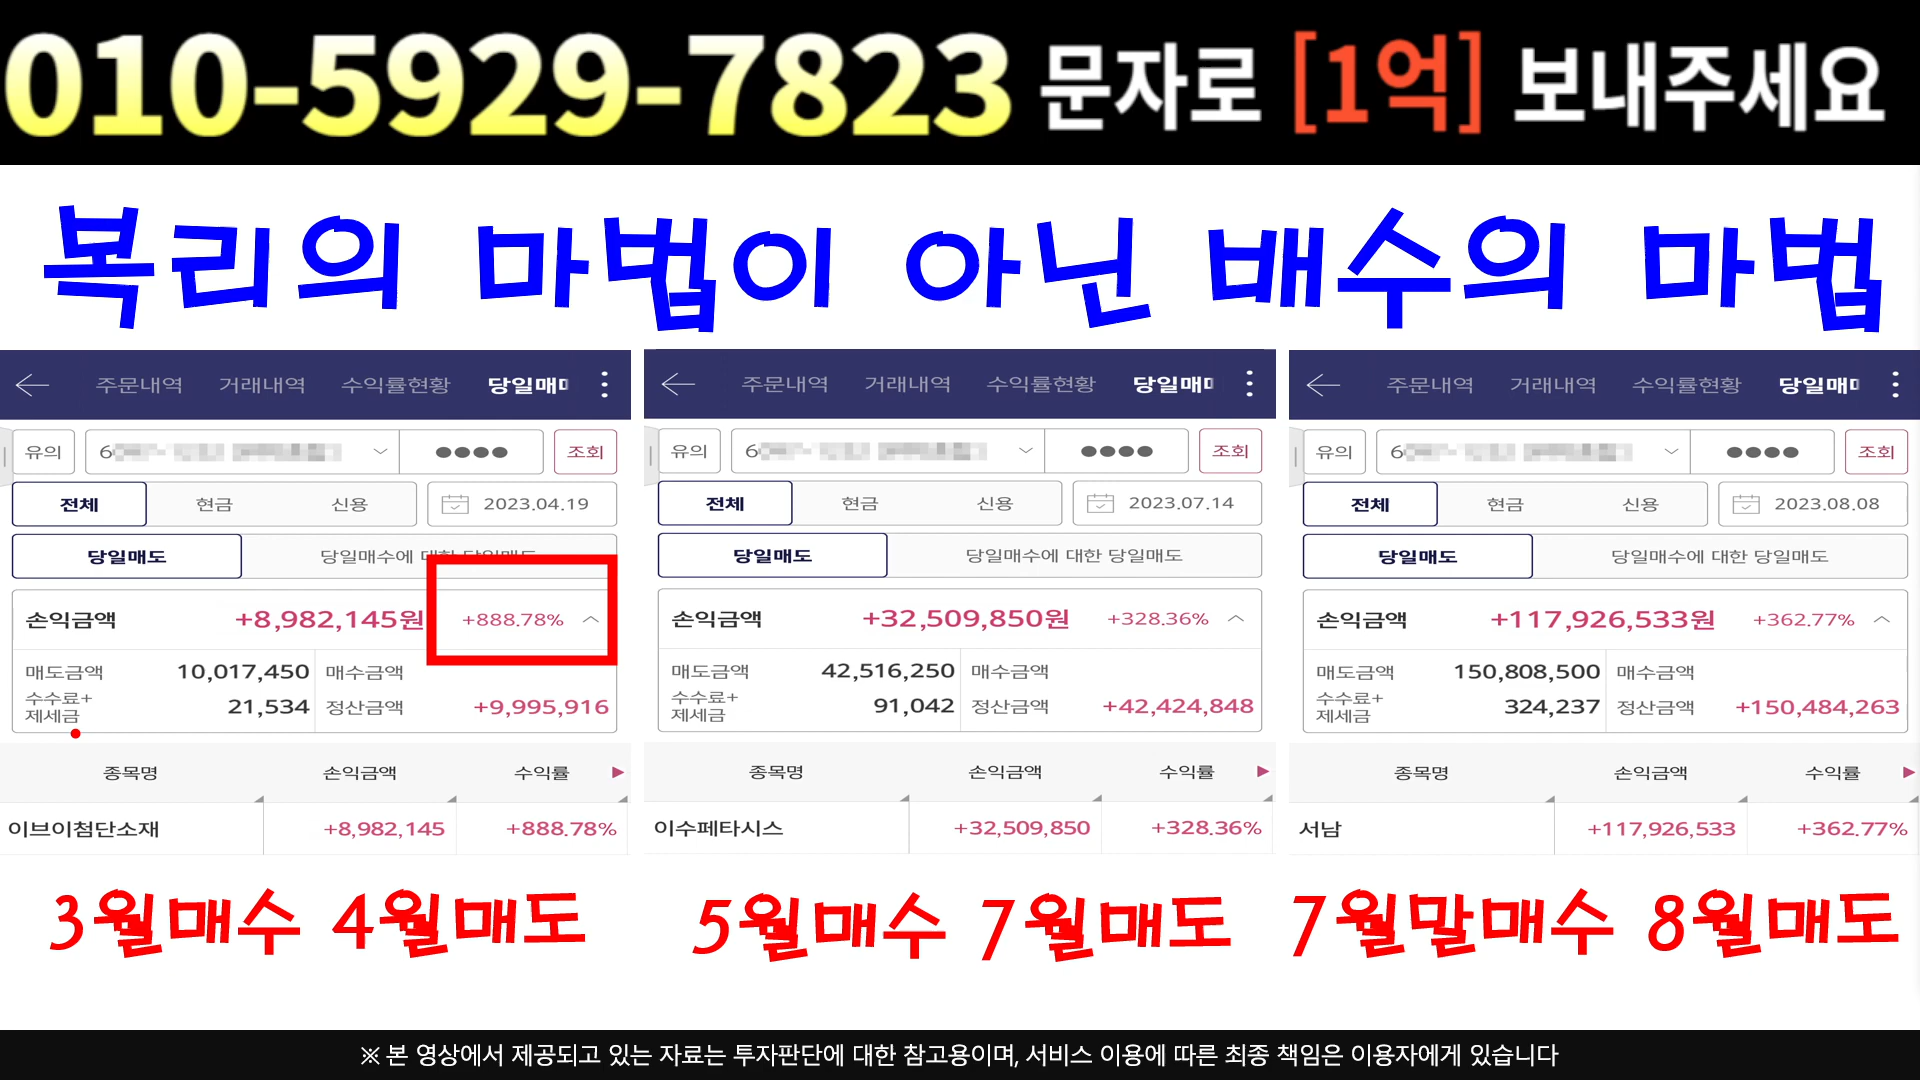 010-5929-7823 문자로 [1억] 보내주세요
복리의 마법이 아닌 배수의 마법
주문내역 거래내역 수익률현황 당일매
유의 6 ●●●● 조회
전체 현금 신용 2023.04.19
당일매도 당일매수에 대한 당일매도
손익금액 +8,982,145원 +888.78%
매도금액 10,017,450 매수금액
수수료+
제세금 21,534 정산금액 +9,995,916
종목명 손익금액 수익률
이브이첨단소재 +8,982,145 +888.78%
3월매수 4월매도
주문내역 거래내역 수익률현황 당일매
유의 6 ●●●● 조회
전체 현금 신용 2023.07.14
당일매도 당일매수에 대한 당일매도
손익금액 +32,509,850원 +328.36%
매도금액 42,516,250 매수금액
수수료+
제세금 91,042 정산금액 +42,424,848
종목명 손익금액 수익률
이수페타시스 +32,509,850 +328.36%
5월매수 7월매도
주문내역 거래내역 수익률현황 당일매
유의 6 ●●●● 조회
전체 현금 신용 2023.08.08
당일매도 당일매수에 대한 당일매도
손익금액 +117,926,533원 +362.77%
매도금액 150,808,500 매수금액
수수료+
제세금 324,237 정산금액 +150,484,263
종목명 손익금액 수익률
서남 +117,926,533 +362.77%
7월말매수 8월매도
※ 본 영상에서 제공되고 있는 자료는 투자판단에 대한 참고용이며, 서비스 이용에 따른 최종 책임은 이용자에게 있습니다